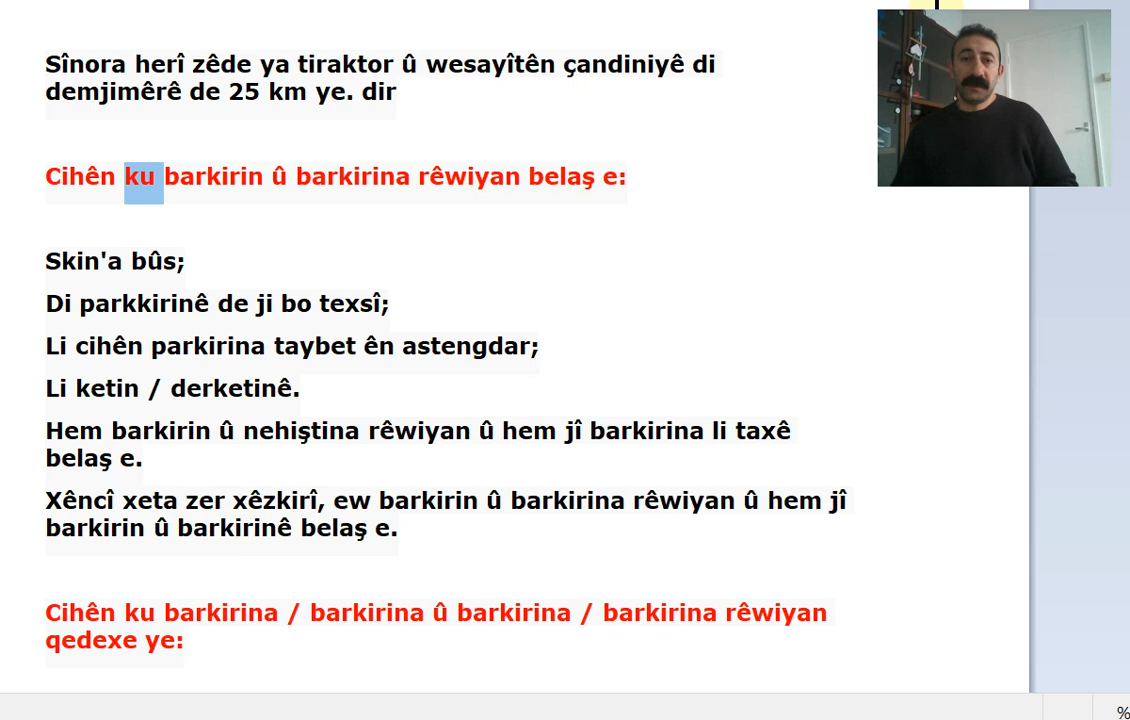 Sînora herî zêde ya tiraktor û wesayîtên çandiniyê di
demjimêrê de 25 km ye. dir
Cihên ku barkirin û barkirina rêwiyan belaş e:
Skin'a bûs;
Di parkkirinê de ji bo texsî;
Li cihên parkirina taybet ên astengdar;
Li ketin / derketinê.
Hem barkirin û nehiştina rêwiyan û hem jî barkirina li taxê
belaş e.
Xêncî xeta zer xêzkirî, ew barkirin û barkirina rêwiyan û hem jî
barkirin û barkirinê belaş e.
Cihên ku barkirina / barkirina û barkirina / barkirina rêwiyan
qedexe ye:
%